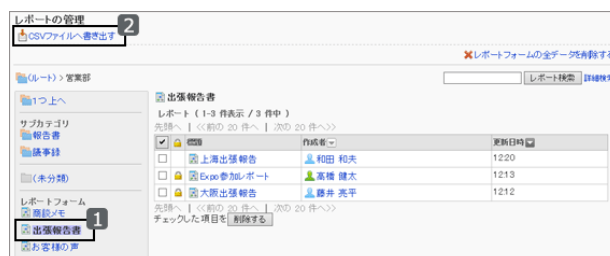 レポートの管理
2
CSVファイルへ書き出す
レポートフォームの全データを削除する
(ルート) > 営業部
レポート検索 詳細検索
1つ上へ
サブカテゴリ
報告書
議事録
(未分類)
レポートフォーム
商談メモ
1
出張報告書
お客様の声
出張報告書
レポート (1-3 件表示 / 3 件中)
先頭へ | <<前の 20 件へ | 次の 20 件へ>>
作成者 更新日時
上海出張報告 和田 和夫 12:20
Expo参加レポート 高橋 健太 12:13
大阪出張報告 藤井 亮平 12:12
先頭へ | <<前の 20 件へ | 次の 20 件へ>>
チェックした項目を 削除する